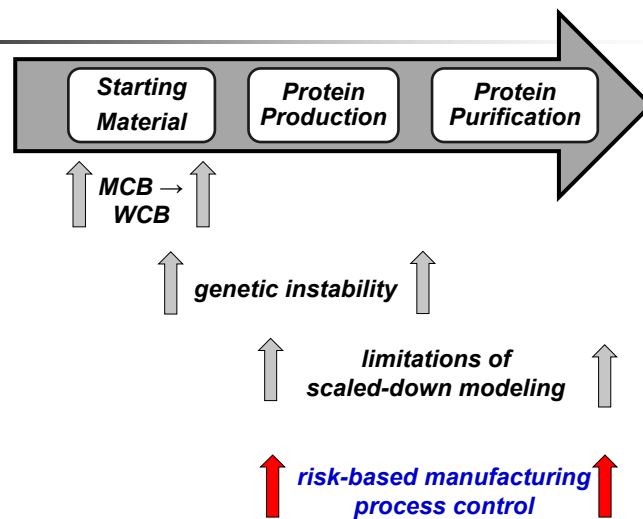 Starting
Material
Protein
Production
Protein
Purification
MCB →
WCB
genetic instability
limitations of
scaled-down modeling
risk-based manufacturing
process control